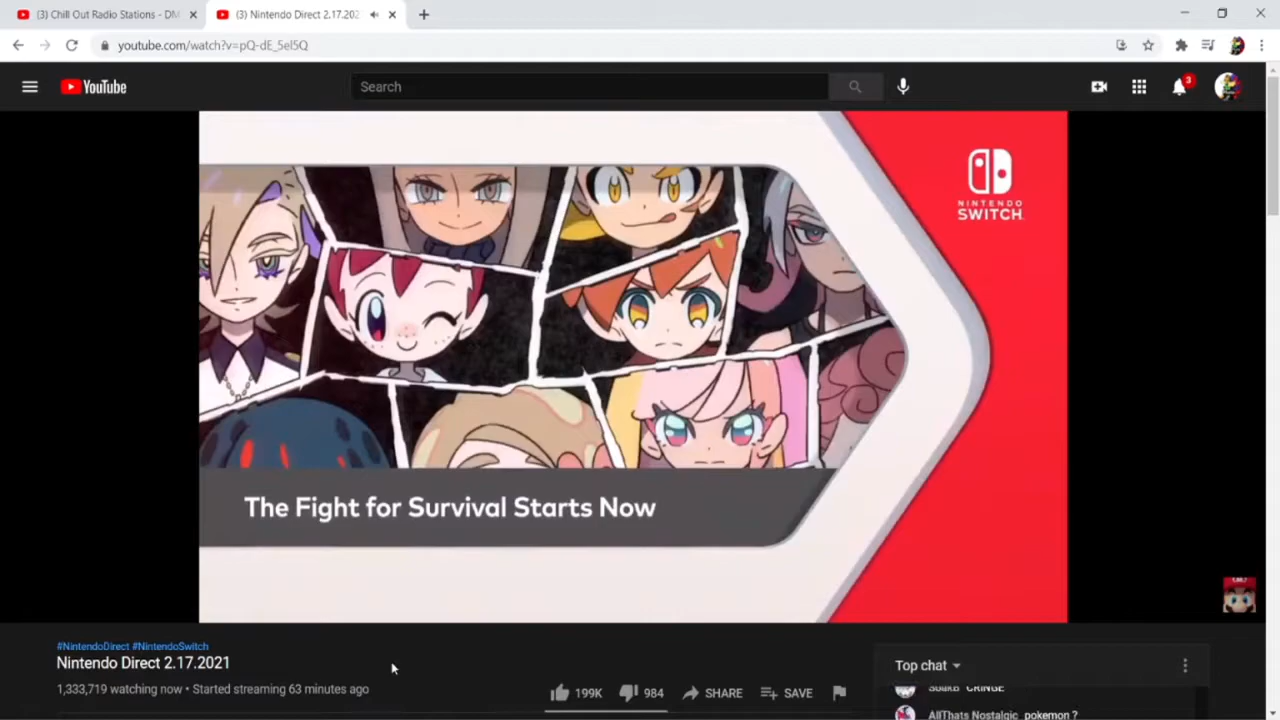 (3) Chill Out Radio Stations - DM
(3) Nintendo Direct 2.17.202
youtube.com/watch?v=pQ-dE_5el5Q
YouTube
Search
3
NINTENDO
SWITCH
The Fight for Survival Starts Now
#NintendoDirect #NintendoSwitch
Nintendo Direct 2.17.2021
1,333,719 watching now • Started streaming 63 minutes ago
199K 984 SHARE SAVE
Top chat
CRINGE
AllThats Nostalgic pokemon ?